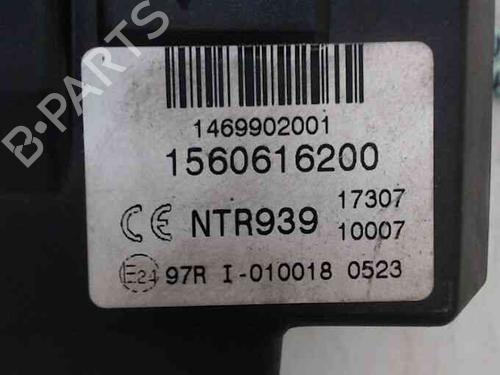 B-PARTS
1469902001
1560616200
CE NTR939 17307
10007
E24 97R I-010018 0523